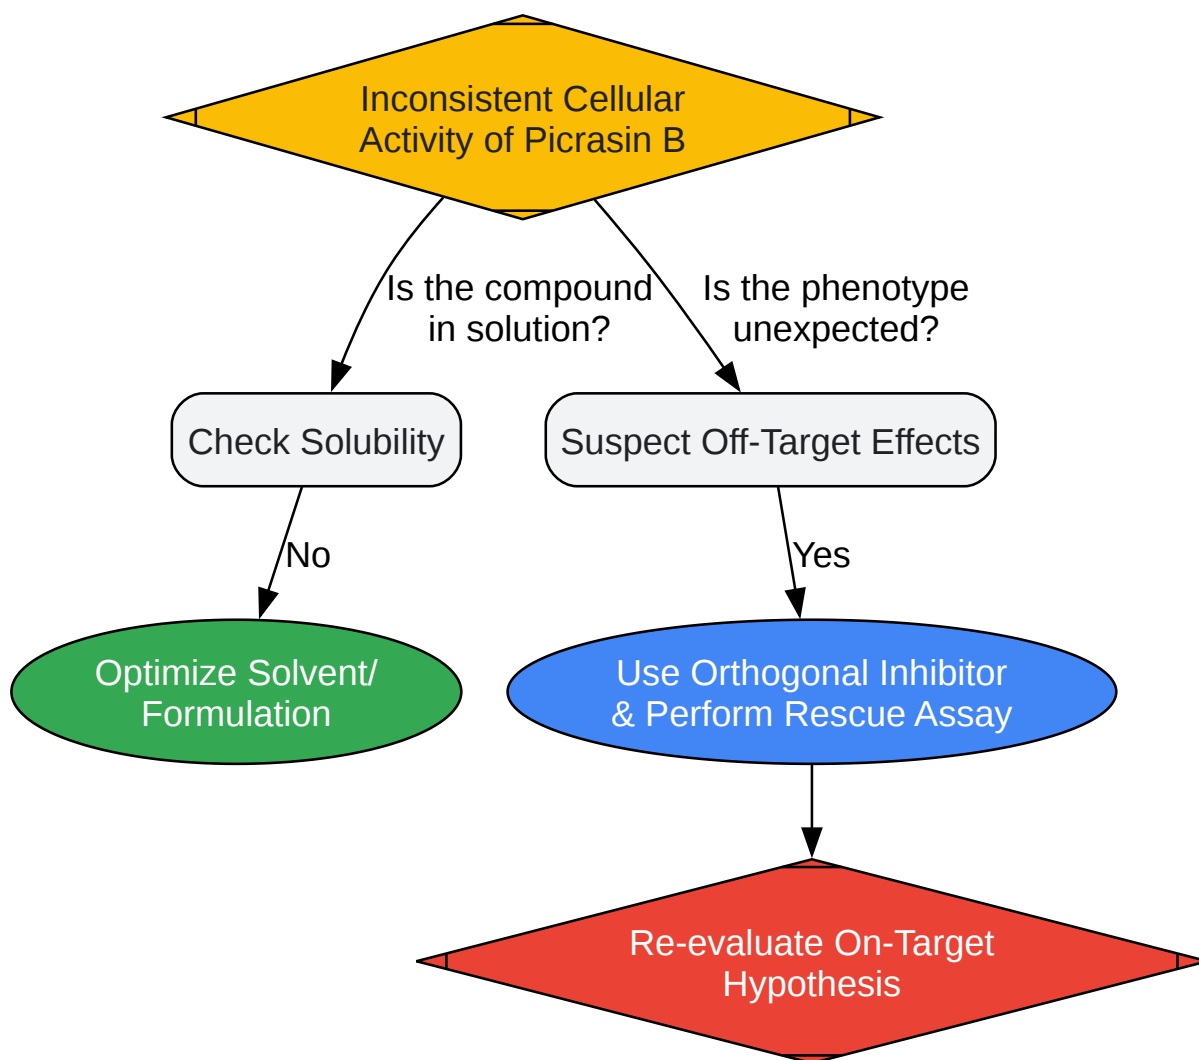 Inconsistent Cellular
Activity of Picrasin B
Is the compound
in solution?
Is the phenotype
unexpected?
Check Solubility
Suspect Off-Target Effects
No
Yes
Optimize Solvent/
Formulation
Use Orthogonal Inhibitor
& Perform Rescue Assay
Re-evaluate On-Target
Hypothesis